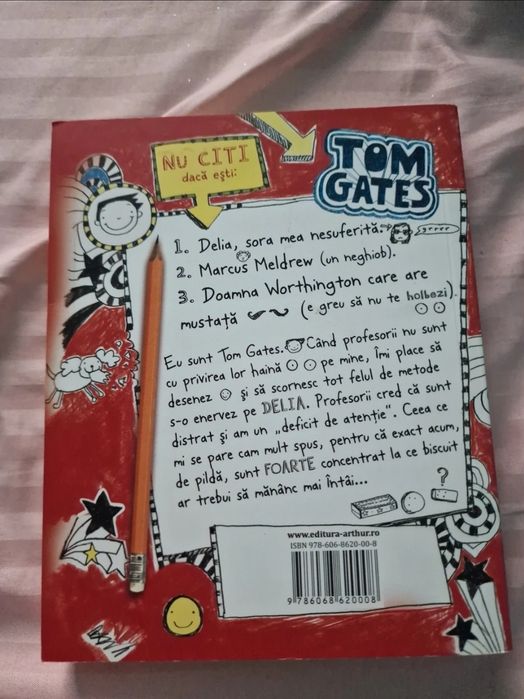 NU CITI
dacă ești:
TOM
GATES
1. Delia, sora mea nesuferită. grrrr
2. Marcus Meldrew (un neghiob).
3. Doamna Worthington care are
mustață (e greu să nu te holbezi).
Eu sunt Tom Gates. Când profesorii nu sunt
cu privirea lor haină pe mine, îmi place să
desenez și să scornesc tot felul de metode
s-o enervez pe DELIA. Profesorii cred că sunt
distrat și am un „deficit de atenție”. Ceea ce
mi se pare cam mult spus, pentru că exact acum,
de pildă, sunt FOARTE concentrat la ce biscuit
ar trebui să mănânc mai întâi...
?
www.editura-arthur.ro
ISBN 978-606-8620-00-8
9 786068 620008